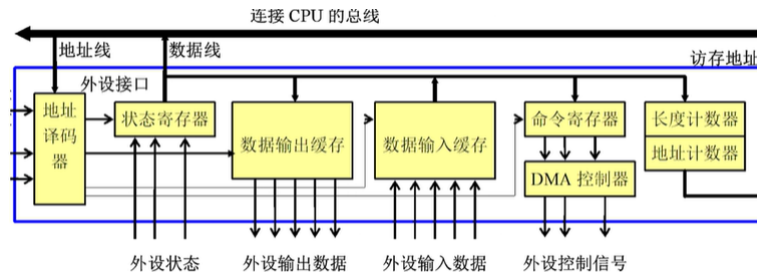 连接 CPU 的总线
地址线
数据线
访存地址
外设接口
地址
译码
器
状态寄存器
数据输出缓存
数据输入缓存
命令寄存器
长度计数器
地址计数器
DMA 控制器
外设状态
外设输出数据
外设输入数据
外设控制信号